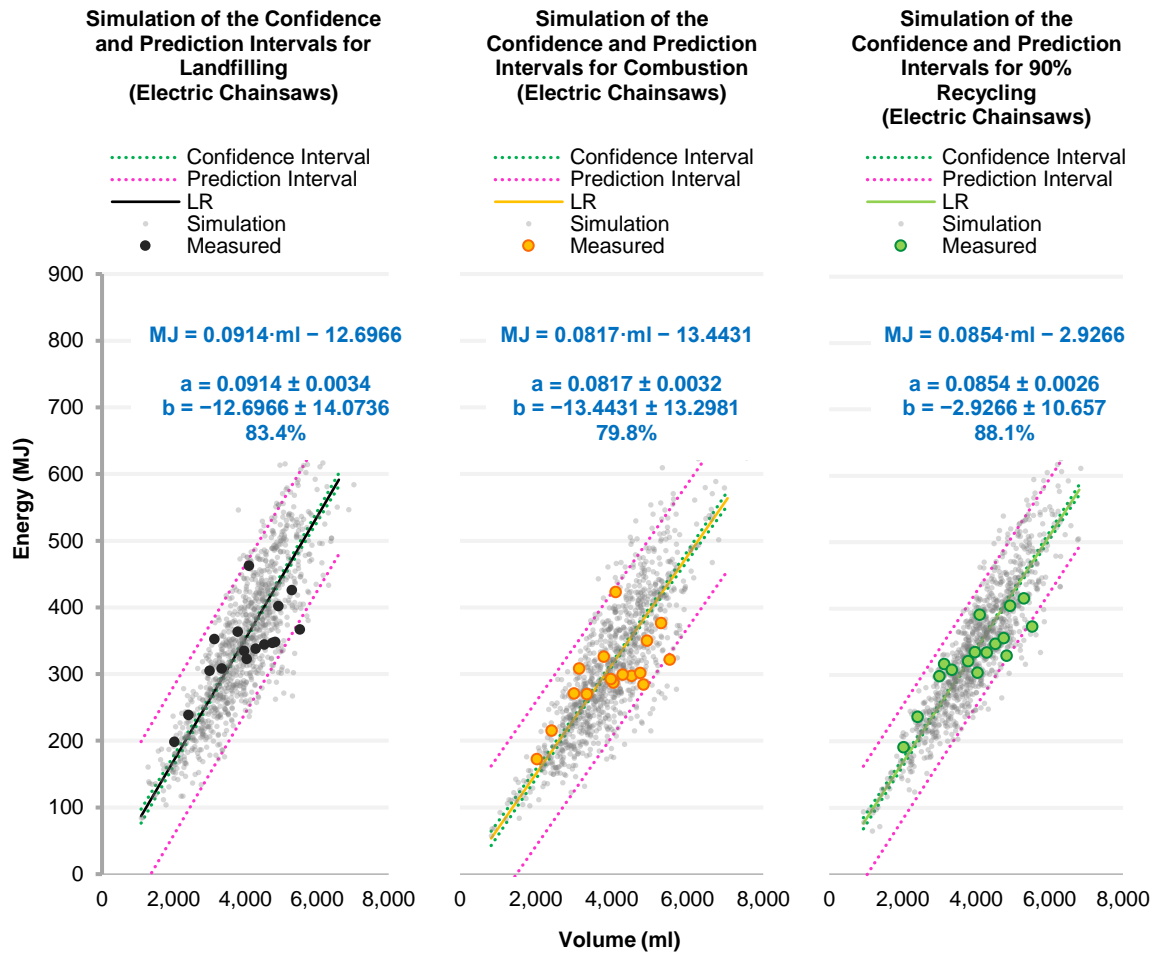 Simulation of the Confidence
and Prediction Intervals for
Landfilling
(Electric Chainsaws)
Confidence Interval
Prediction Interval
LR
Simulation
Measured
Simulation of the
Confidence and Prediction
Intervals for Combustion
(Electric Chainsaws)
Confidence Interval
Prediction Interval
LR
Simulation
Measured
Simulation of the
Confidence and Prediction
Intervals for 90%
Recycling
(Electric Chainsaws)
Confidence Interval
Prediction Interval
LR
Simulation
Measured
Energy (MJ)
900
800
700
600
500
400
300
200
100
0
MJ = 0.0914·ml − 12.6966
a = 0.0914 ± 0.0034
b = −12.6966 ± 14.0736
83.4%
0 2,000 4,000 6,000 8,000
MJ = 0.0817·ml − 13.4431
a = 0.0817 ± 0.0032
b = −13.4431 ± 13.2981
79.8%
0 2,000 4,000 6,000 8,000
MJ = 0.0854·ml − 2.9266
a = 0.0854 ± 0.0026
b = −2.9266 ± 10.657
88.1%
0 2,000 4,000 6,000 8,000
Volume (ml)